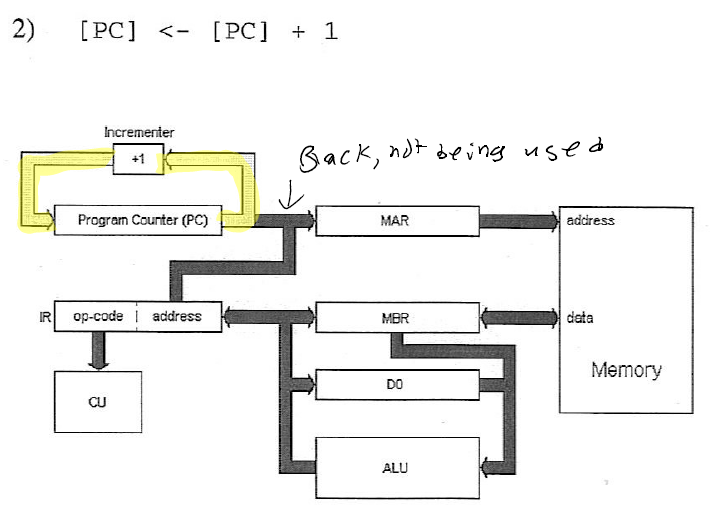 2) [PC] <- [PC] + 1
Incrementer
+1
Back, not being used
Program Counter (PC)
MAR
address
IR
op-code
address
MBR
data
Memory
CU
D0
ALU